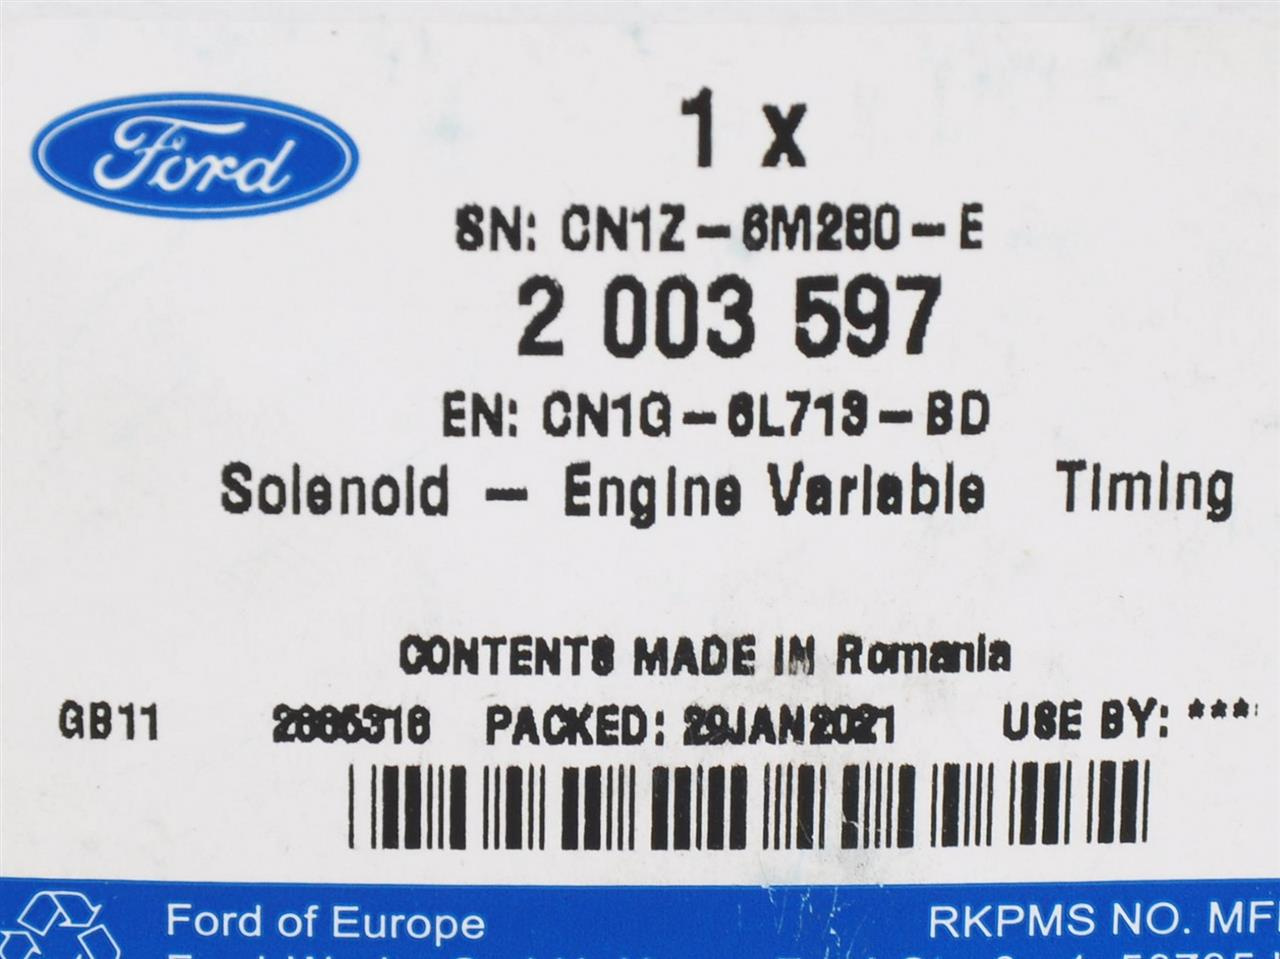 Ford
1 x
SN: CN1Z-6M280-E
2 003 597
EN: CN1G-6L713-BD
Solenoid - Engine Variable Timing
CONTENTS MADE IN Romania
GB11 PACKED: 29JAN2021 USE BY: ***
Ford of Europe
RKPMS NO. MF